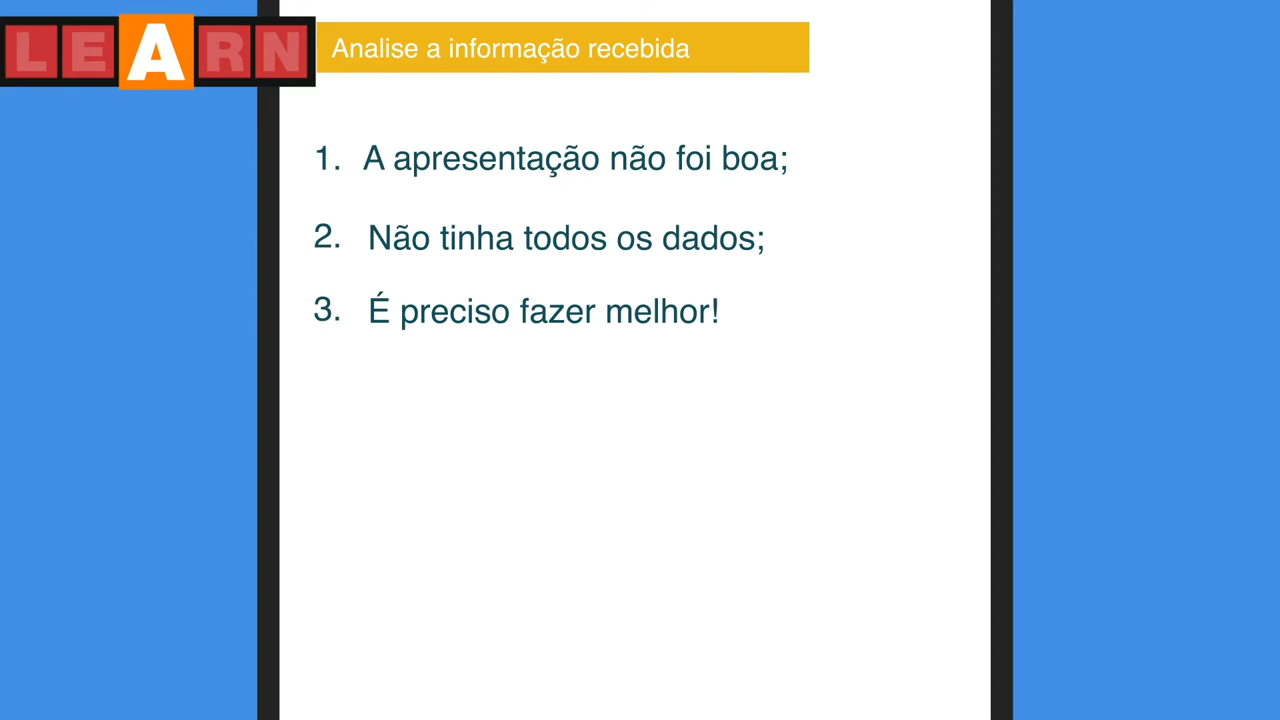 LEARN
Analise a informação recebida
1. A apresentação não foi boa;
2. Não tinha todos os dados;
3. É preciso fazer melhor!